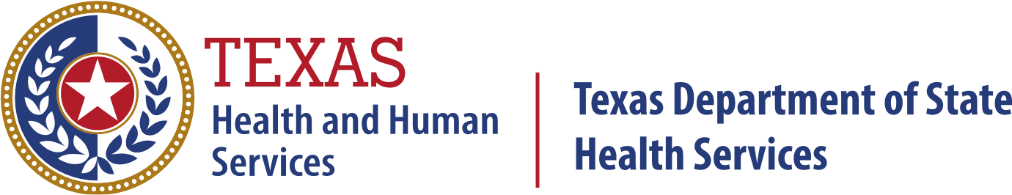 TEXAS
Health and Human
Services
Texas Department of State
Health Services